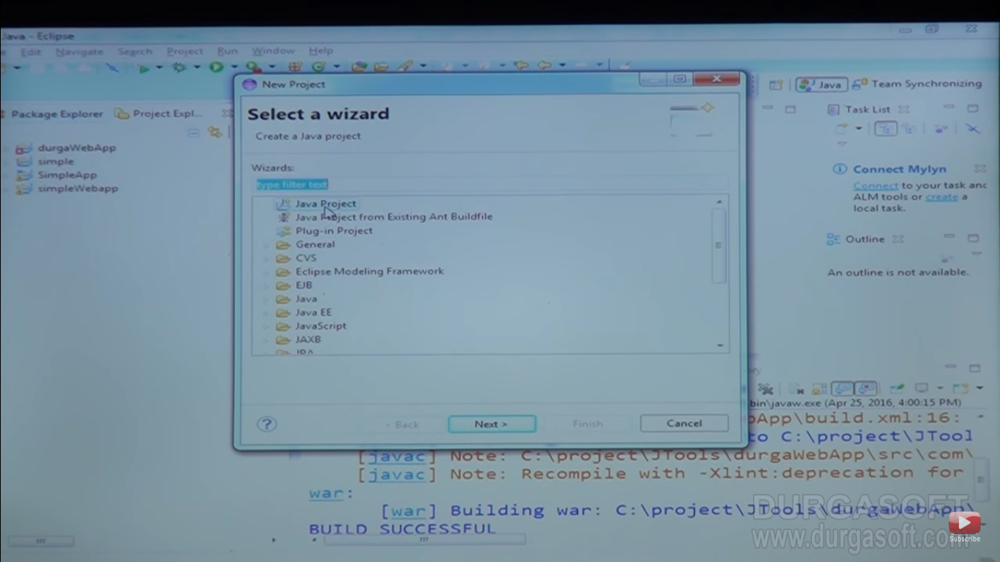 Java - Eclipse
Edit Navigate Search Project Run Window Help
New Project
Select a wizard
Create a Java project
Wizards:
type filter text
Java Project
Java Project from Existing Ant Buildfile
Plug-in Project
General
CVS
Eclipse Modeling Framework
EJB
Java
Java EE
JavaScript
JAXB
JPA
? < Back Next > Finish Cancel
Package Explorer Project Expl...
durgaWebApp
simple
SimpleApp
simpleWebapp
Java Team Synchronizing
Task List
Connect Mylyn
Connect to your task and
ALM tools or create a
local task.
Outline
An outline is not available.
bin\javaw.exe (Apr 25, 2016, 4:00:15 PM)
App\build.xml:16:
to C:\project\JTool
[javac] Note: C:\project\JTools\durgaWebApp\src\com\
[javac] Note: Recompile with -Xlint:deprecation for
war:
[war] Building war: C:\project\JTools\durgaWebApp\
BUILD SUCCESSFUL
DURGASOFT
www.durgasoft.com
Subscribe